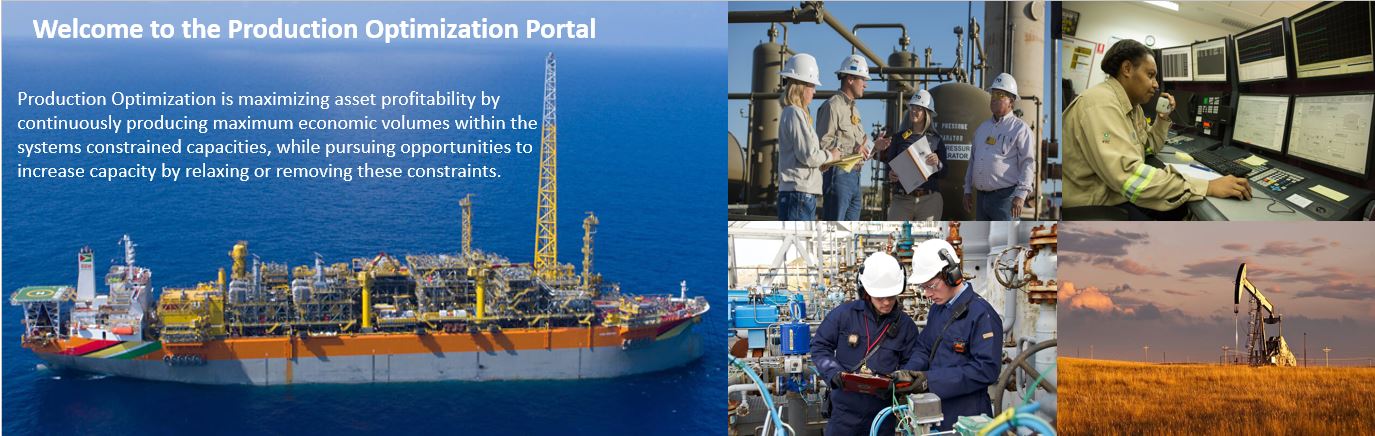 Welcome to the Production Optimization Portal
Production Optimization is maximizing asset profitability by
continuously producing maximum economic volumes within the
systems constrained capacities, while pursuing opportunities to
increase capacity by relaxing or removing these constraints.